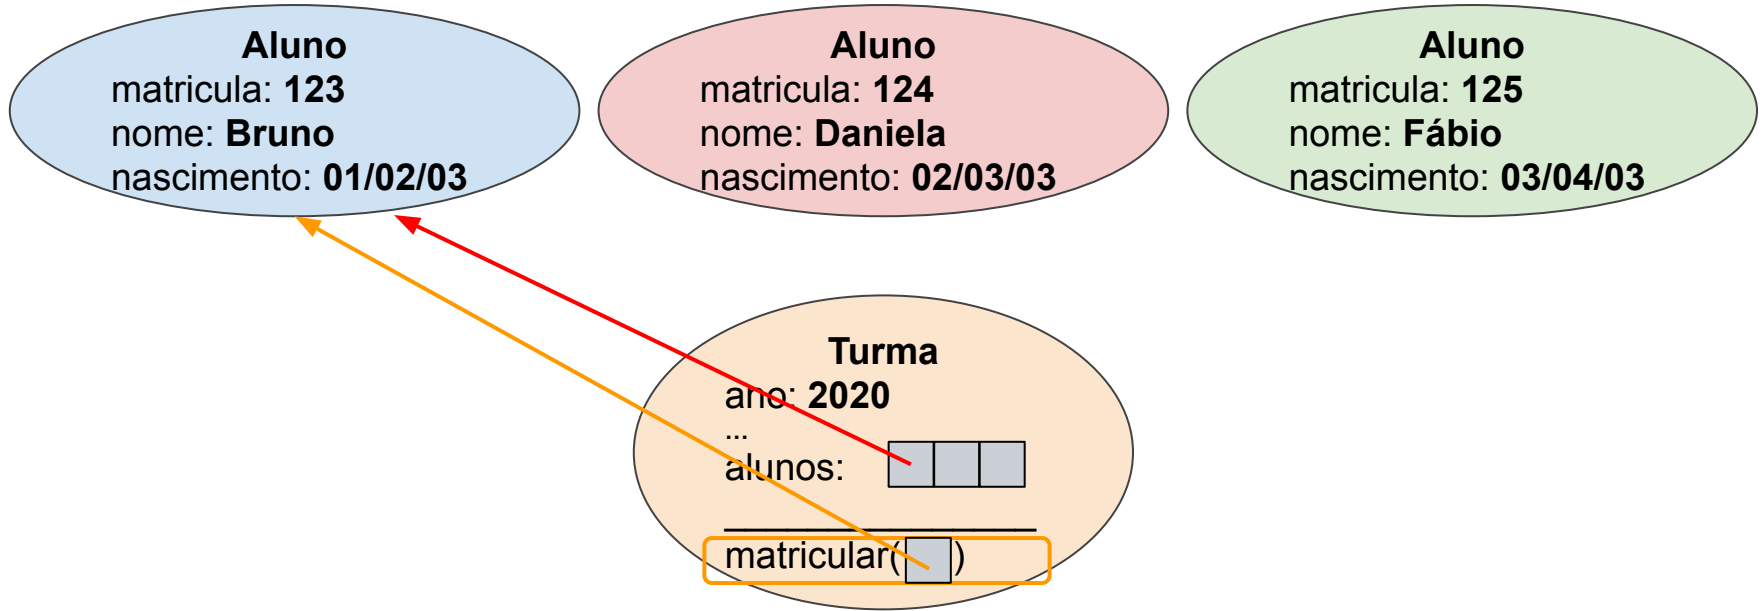 Aluno
matricula: 123
nome: Bruno
nascimento: 01/02/03
Aluno
matricula: 124
nome: Daniela
nascimento: 02/03/03
Aluno
matricula: 125
nome: Fábio
nascimento: 03/04/03
Turma
ano: 2020
...
alunos:
matricular( )